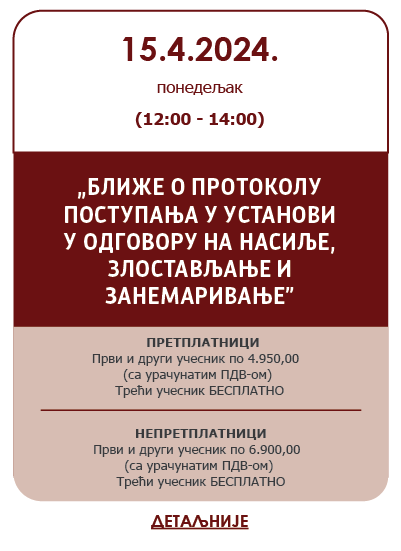 15.4.2024.
понедељак
(12:00 - 14:00)
„БЛИЖЕ О ПРОТОКОЛУ
ПОСТУПАЊА У УСТАНОВИ
У ОДГОВОРУ НА НАСИЉЕ,
ЗЛОСТАВЉАЊЕ И
ЗАНЕМАРИВАЊЕ”
ПРЕТПЛАТНИЦИ
Први и други учесник по 4.950,00
(са урачунатим ПДВ-ом)
Трећи учесник БЕСПЛАТНО
НЕПРЕТПЛАТНИЦИ
Први и други учесник по 6.900,00
(са урачунатим ПДВ-ом)
Трећи учесник БЕСПЛАТНО
ДЕТАЉНИЈЕ